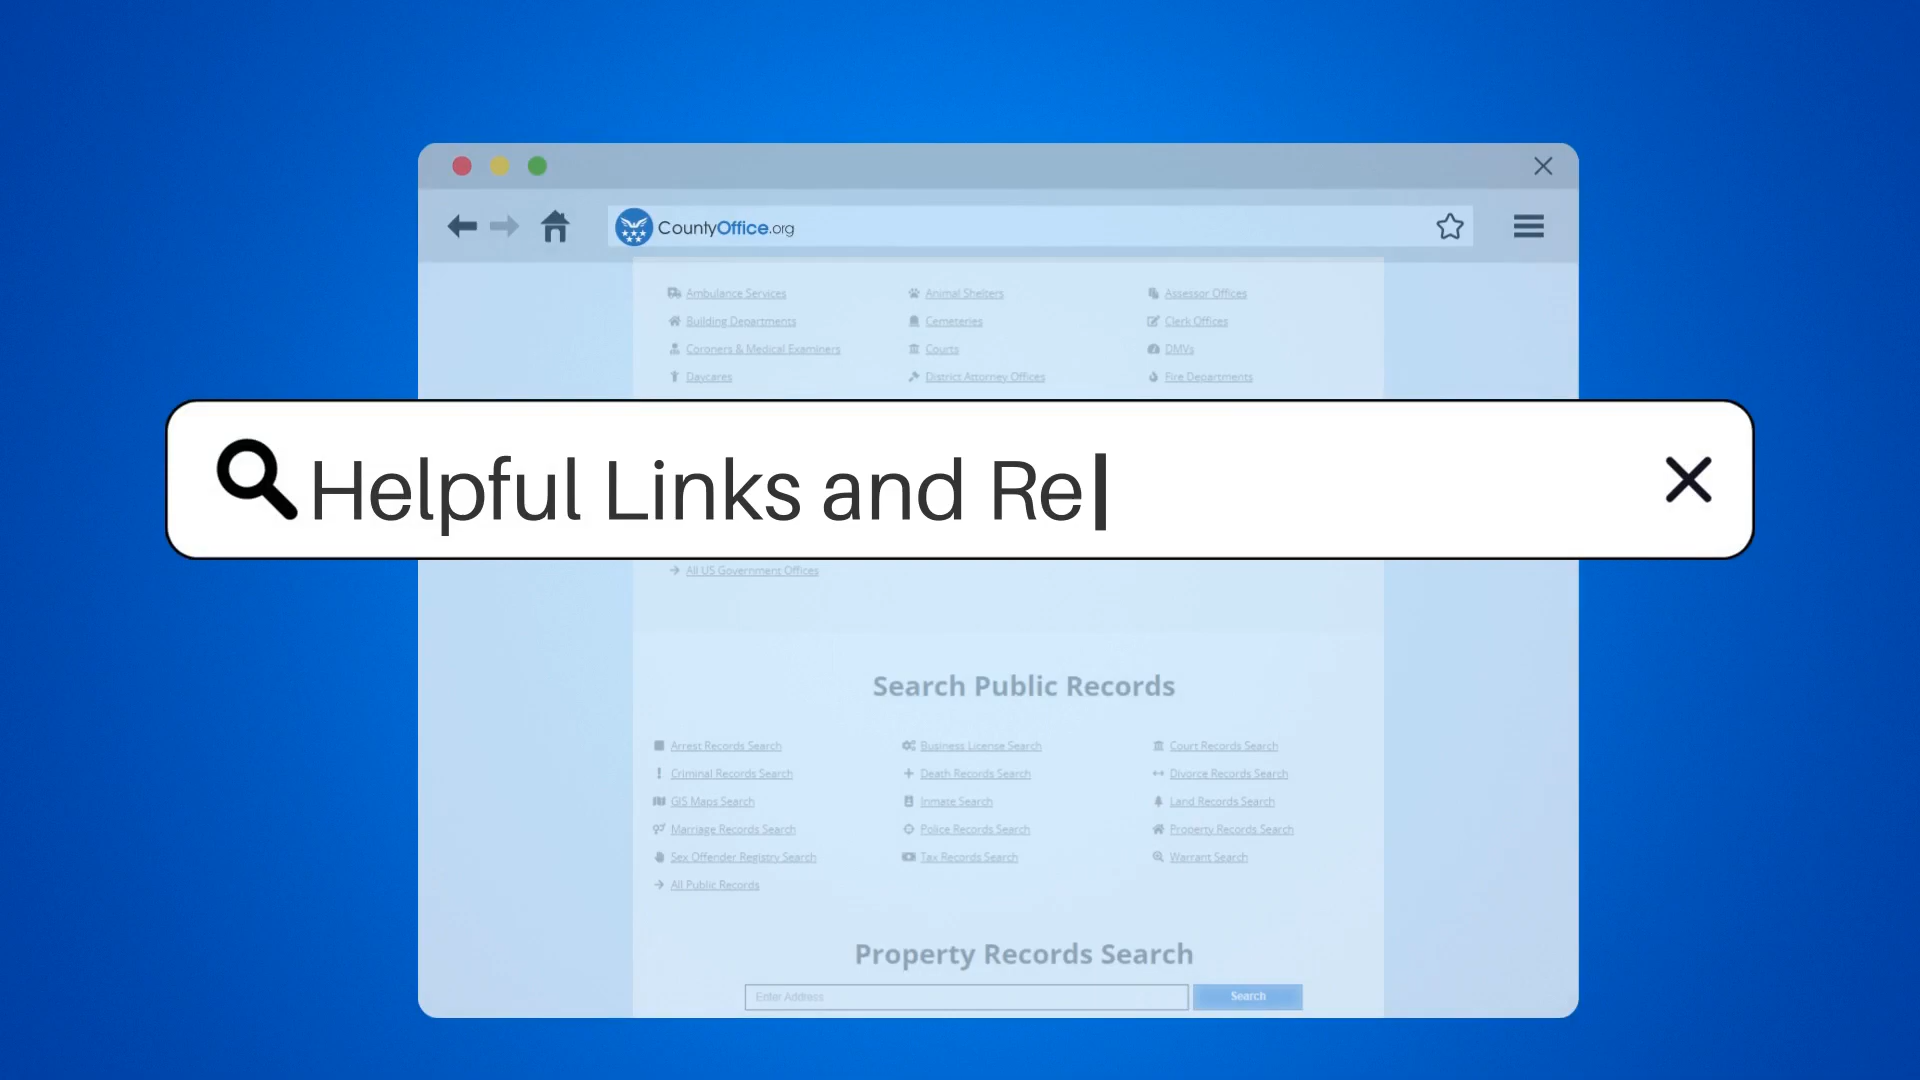 CountyOffice.org
Ambulance Services Animal Shelters Assessor Offices
Building Departments Cemeteries Clerk Offices
Coroners & Medical Examiners Courts DMVs
Daycares District Attorney Offices Fire Departments
Helpful Links and Re
All US Government Offices
Search Public Records
Arrest Records Search Business License Search Court Records Search
Criminal Records Search Death Records Search Divorce Records Search
GIS Maps Search Inmate Search Land Records Search
Marriage Records Search Police Records Search Property Records Search
Sex Offender Registry Search Tax Records Search Warrant Search
All Public Records
Property Records Search
Enter Address Search